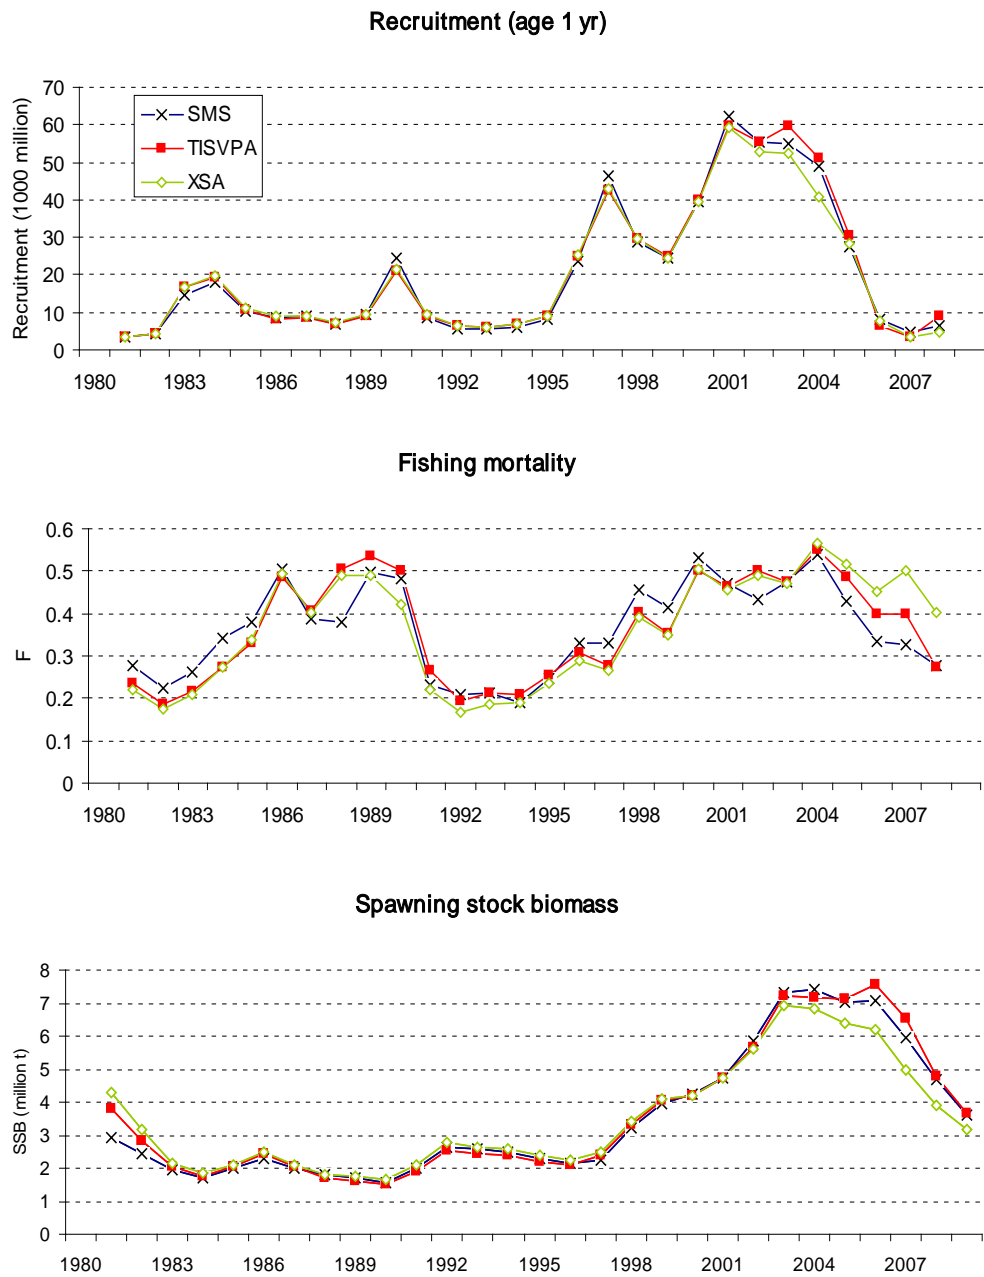 Recruitment (age 1 yr)
Recruitment (1000 million)
70
60
50
40
30
20
10
0
SMS
TISVPA
XSA
1980 1983 1986 1989 1992 1995 1998 2001 2004 2007
Fishing mortality
F
0.6
0.5
0.4
0.3
0.2
0.1
0
1980 1983 1986 1989 1992 1995 1998 2001 2004 2007
Spawning stock biomass
SSB (million t)
8
7
6
5
4
3
2
1
0
1980 1983 1986 1989 1992 1995 1998 2001 2004 2007